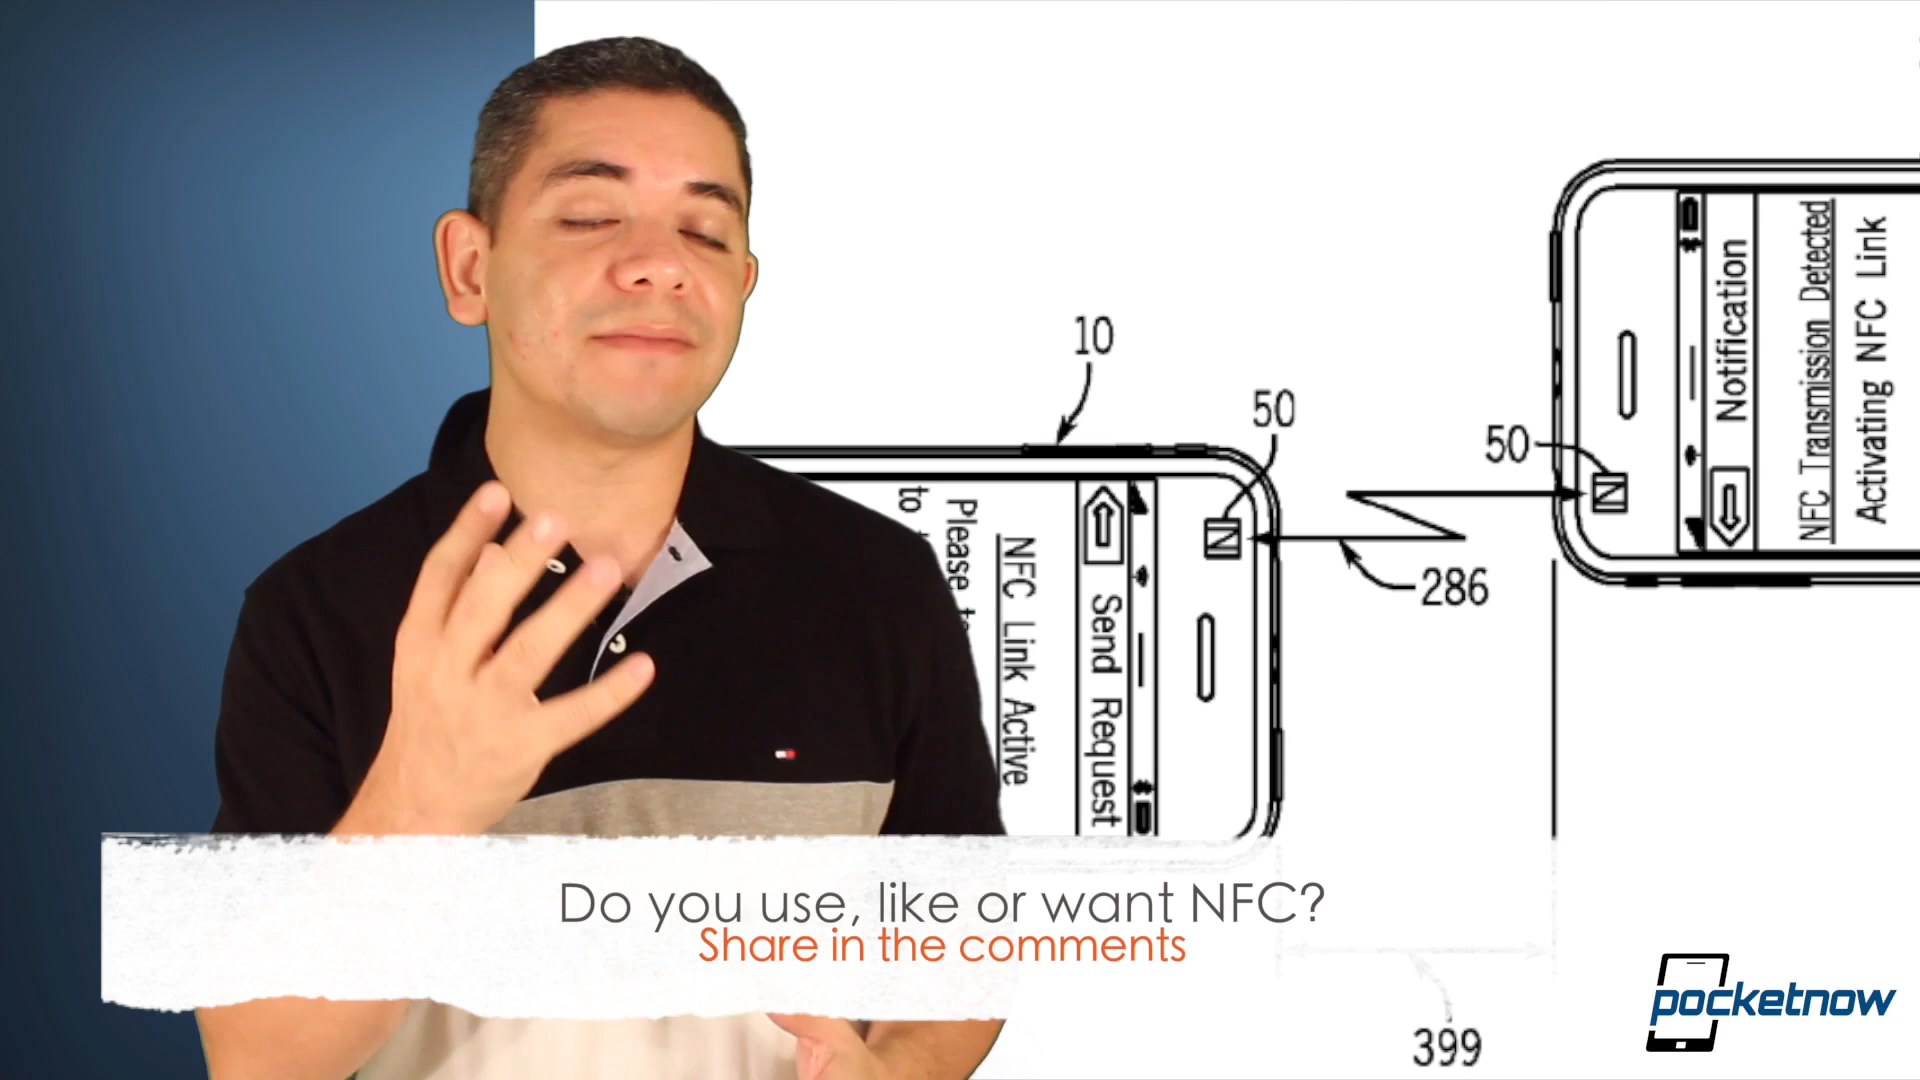 10
50
50
286
399
Notification
NFC Transmission Detected
Activating NFC Link
Send Request
NFC Link Active
Please to
to
N
N
Do you use, like or want NFC?
Share in the comments
pocketnow